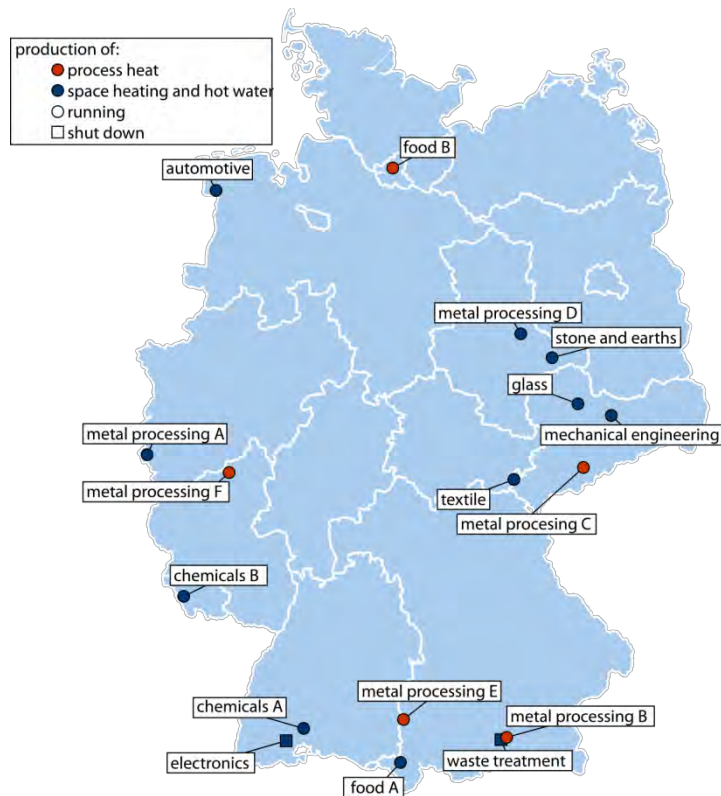 production of:
process heat
space heating and hot water
running
shut down
food B
automotive
metal processing D
stone and earths
glass
metal processing A
mechanical engineering
metal processing F
textile
metal procesing C
chemicals B
metal processing E
chemicals A
metal processing B
electronics
waste treatment
food A